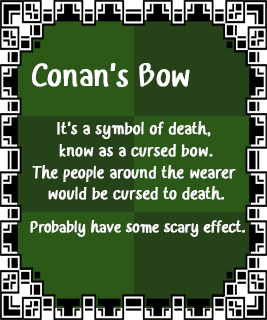 Conan's Bow
It's a symbol of death,
know as a cursed bow.
The people around the wearer
would be cursed to death.
Probably have some scary effect.